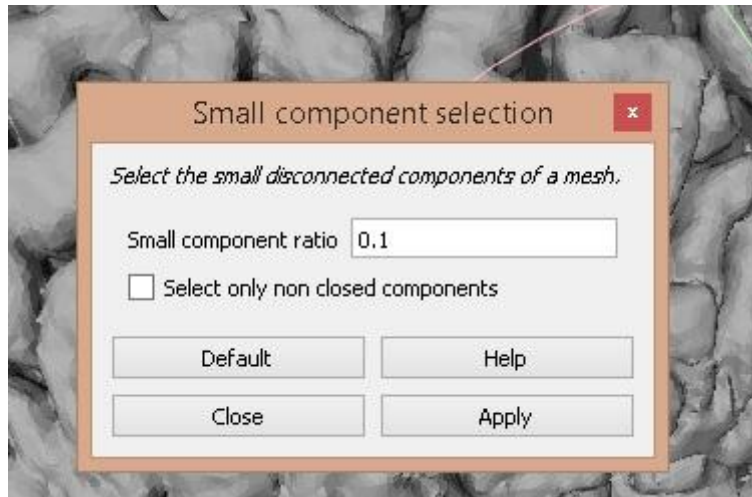 Small component selection
x
Select the small disconnected components of a mesh.
Small component ratio 0.1
Select only non closed components
Default Help
Close Apply